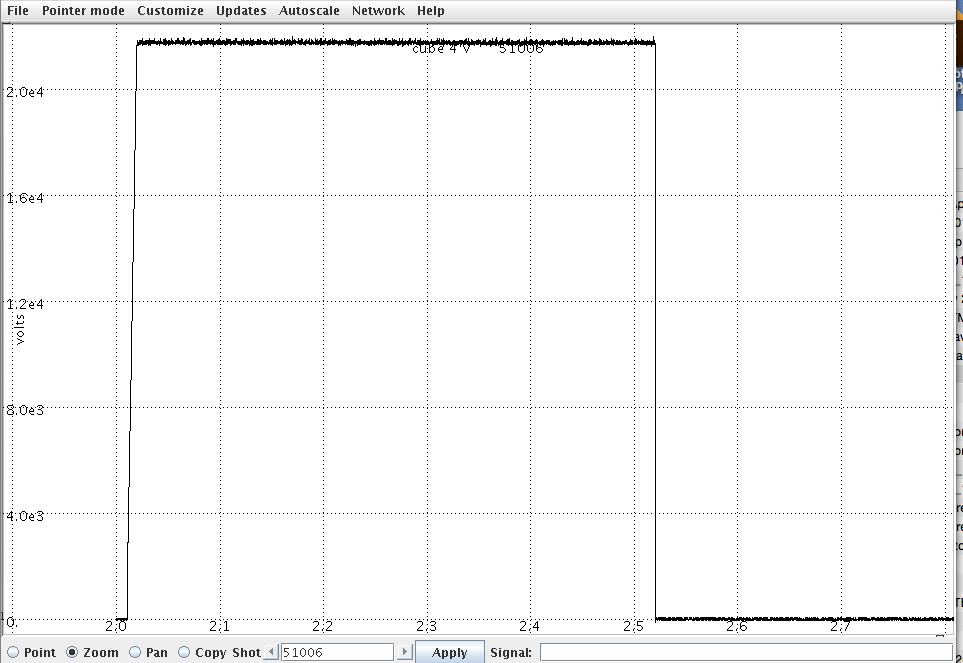 File Pointer mode Customize Updates Autoscale Network Help
cube 4 V 51006
2.0e4
1.6e4
1.2e4
volts
8.0e3
4.0e3
0.
2.0 2.1 2.2 2.3 2.4 2.5 2.6 2.7
Point Zoom Pan Copy Shot 51006 Apply Signal: